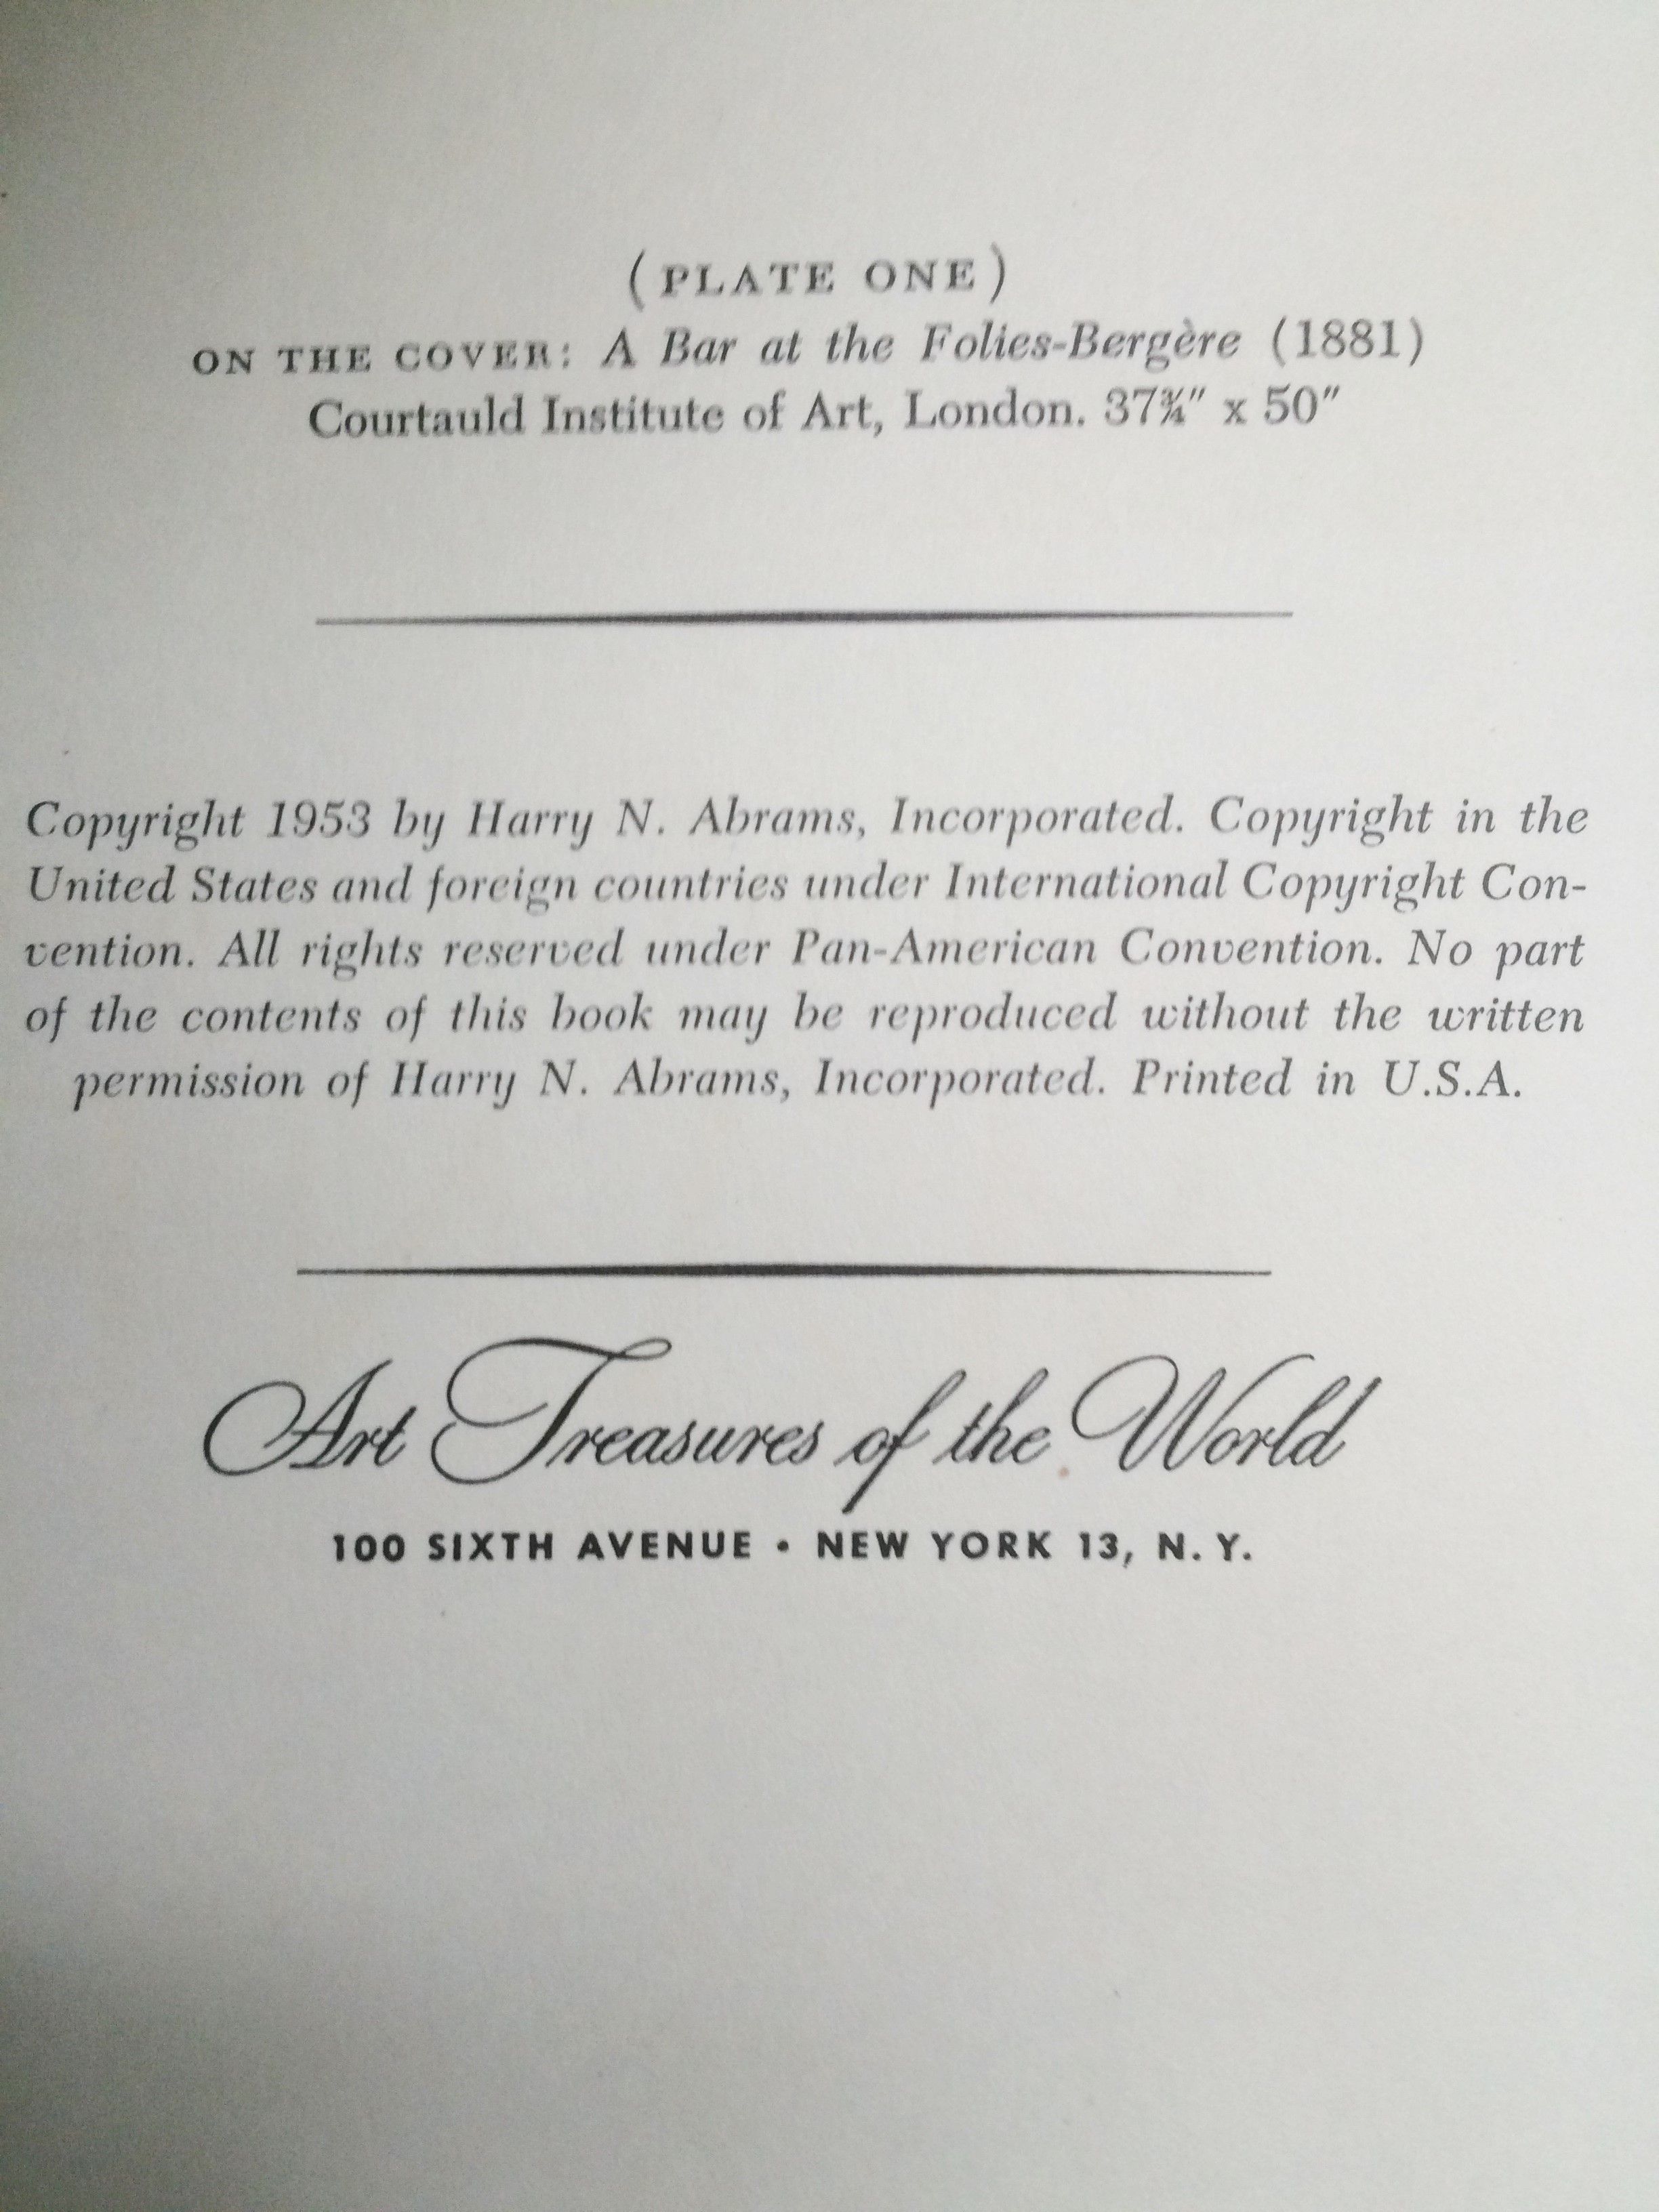 (PLATE ONE)
ON THE COVER: A Bar at the Folies-Bergère (1881)
Courtauld Institute of Art, London. 37¾″ x 50″
Copyright 1953 by Harry N. Abrams, Incorporated. Copyright in the
United States and foreign countries under International Copyright Con-
vention. All rights reserved under Pan-American Convention. No part
of the contents of this book may be reproduced without the written
permission of Harry N. Abrams, Incorporated. Printed in U.S.A.
Art Treasures of the World
100 SIXTH AVENUE • NEW YORK 13, N. Y.